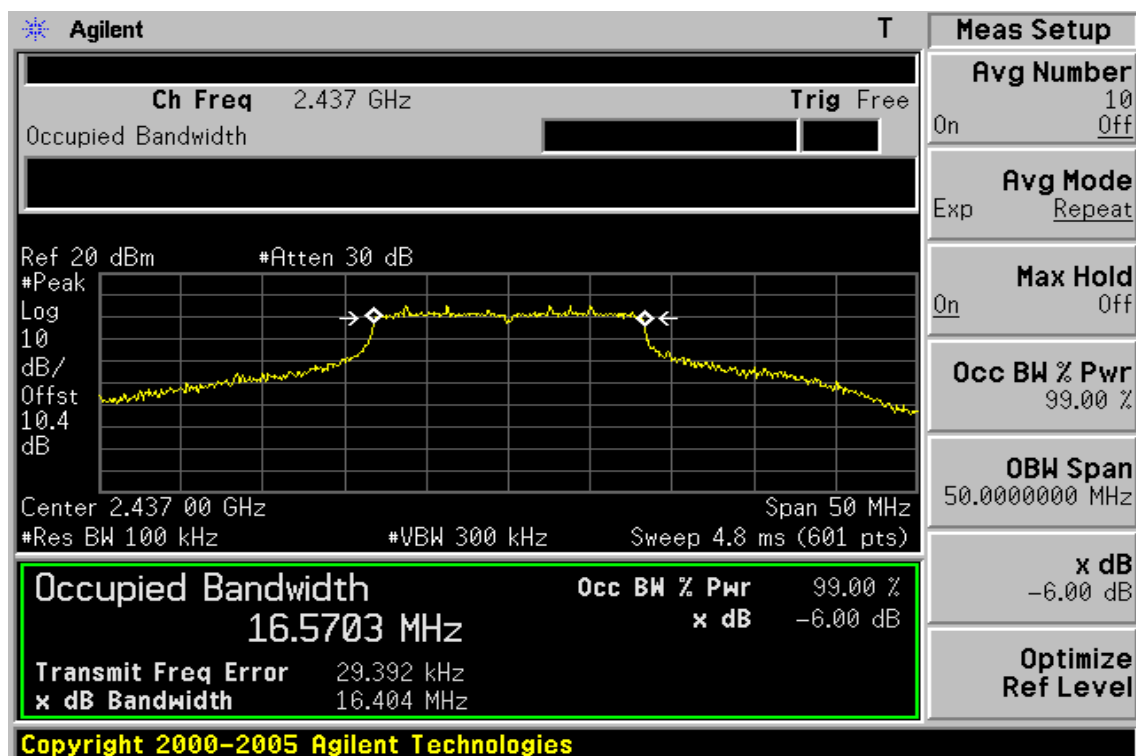 Agilent T
Ch Freq 2.437 GHz Trig Free
Occupied Bandwidth
Ref 20 dBm #Atten 30 dB
#Peak
Log
10
dB/
Offst
10.4
dB
Center 2.437 00 GHz Span 50 MHz
#Res BW 100 kHz #VBW 300 kHz Sweep 4.8 ms (601 pts)
Occupied Bandwidth
16.5703 MHz
Occ BW % Pwr 99.00 %
x dB -6.00 dB
Transmit Freq Error 29.392 kHz
x dB Bandwidth 16.404 MHz
Copyright 2000-2005 Agilent Technologies
Meas Setup
Avg Number
10
On Off
Avg Mode
Exp Repeat
Max Hold
On Off
Occ BW % Pwr
99.00 %
OBW Span
50.0000000 MHz
x dB
-6.00 dB
Optimize
Ref Level